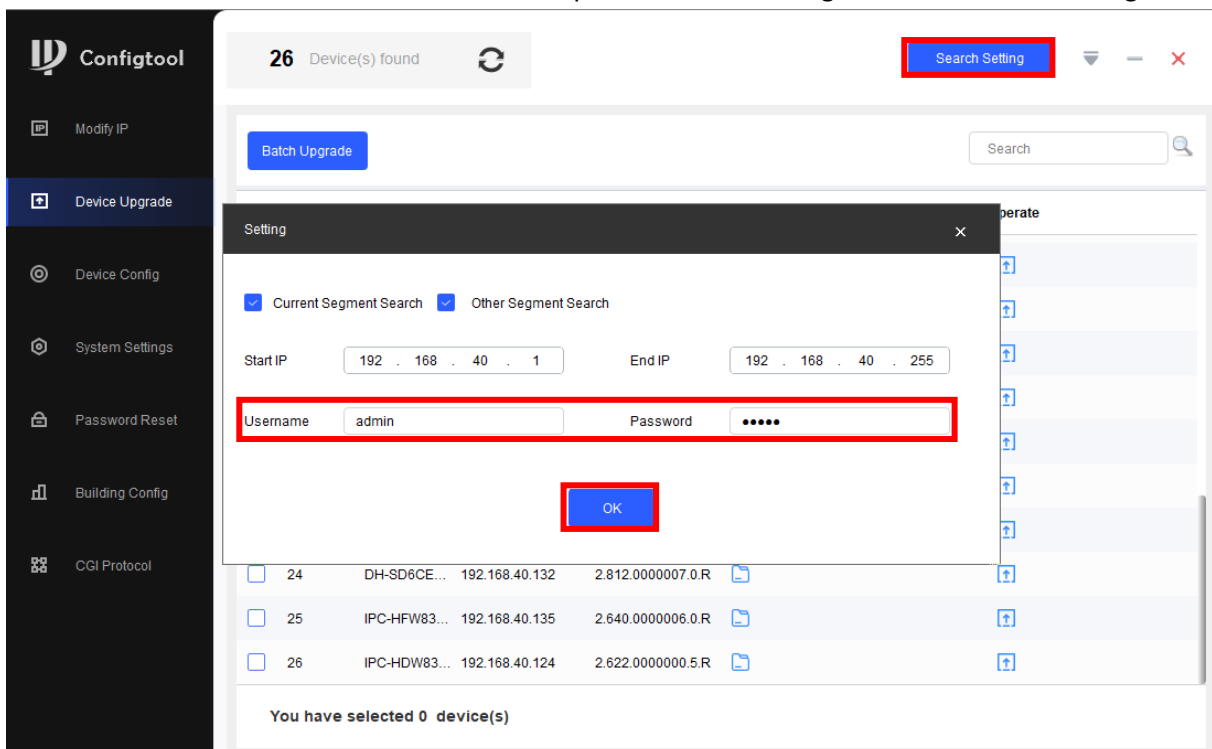 Configtool
26 Device(s) found
Search Setting
Modify IP
Batch Upgrade
Search
Device Upgrade
perate
Setting
Device Config
Current Segment Search Other Segment Search
System Settings
Start IP 192 . 168 . 40 . 1 End IP 192 . 168 . 40 . 255
Password Reset
Username admin Password •••••
Building Config
OK
CGI Protocol
24 DH-SD6CE... 192.168.40.132 2.812.0000007.0.R
25 IPC-HFW83... 192.168.40.135 2.640.0000006.0.R
26 IPC-HDW83... 192.168.40.124 2.622.0000000.5.R
You have selected 0 device(s)